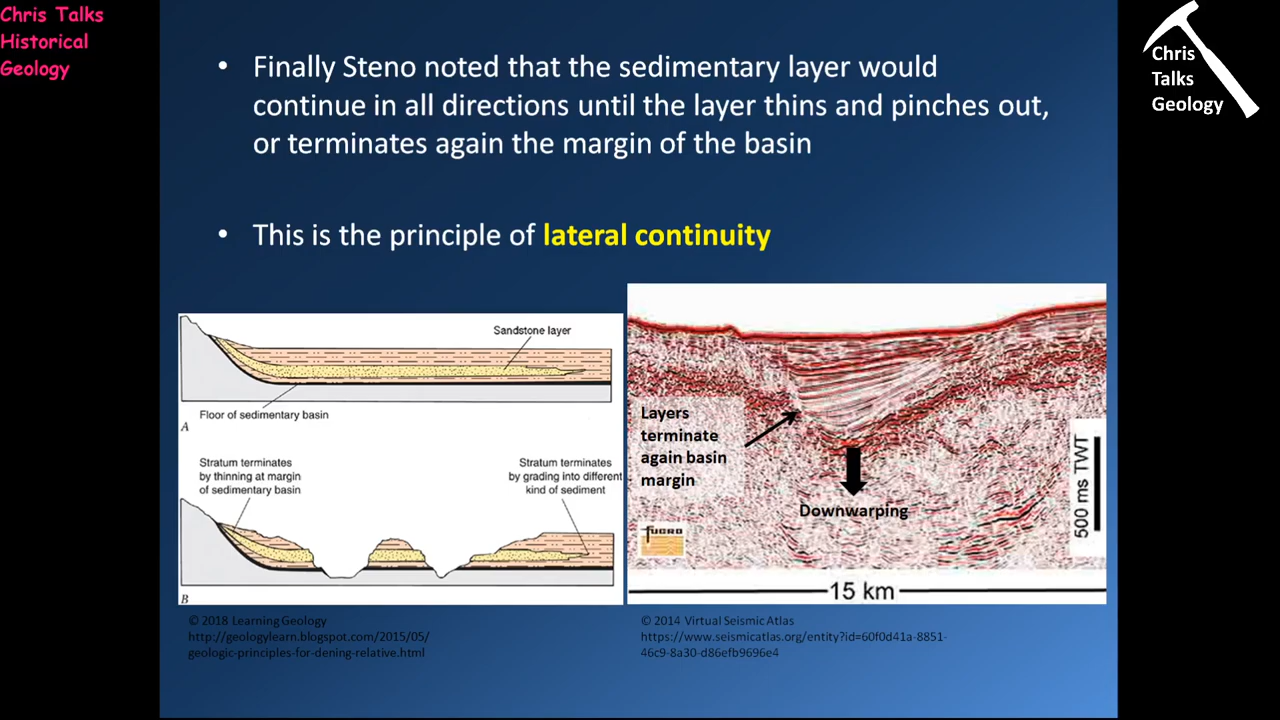 Chris Talks
Historical
Geology
Chris
Talks
Geology
• Finally Steno noted that the sedimentary layer would
continue in all directions until the layer thins and pinches out,
or terminates again the margin of the basin
• This is the principle of lateral continuity
Sandstone layer
Floor of sedimentary basin
A
Stratum terminates
by thinning at margin
of sedimentary basin
Stratum terminates
by grading into different
kind of sediment
B
Layers
terminate
again basin
margin
Downwarping
500 ms TWT
fUGRO
15 km
© 2018 Learning Geology
http://geologylearn.blogspot.com/2015/05/
geologic-principles-for-dening-relative.html
© 2014 Virtual Seismic Atlas
https://www.seismicatlas.org/entity?id=60f0d41a-8851-
46c9-8a30-d86efb9696e4